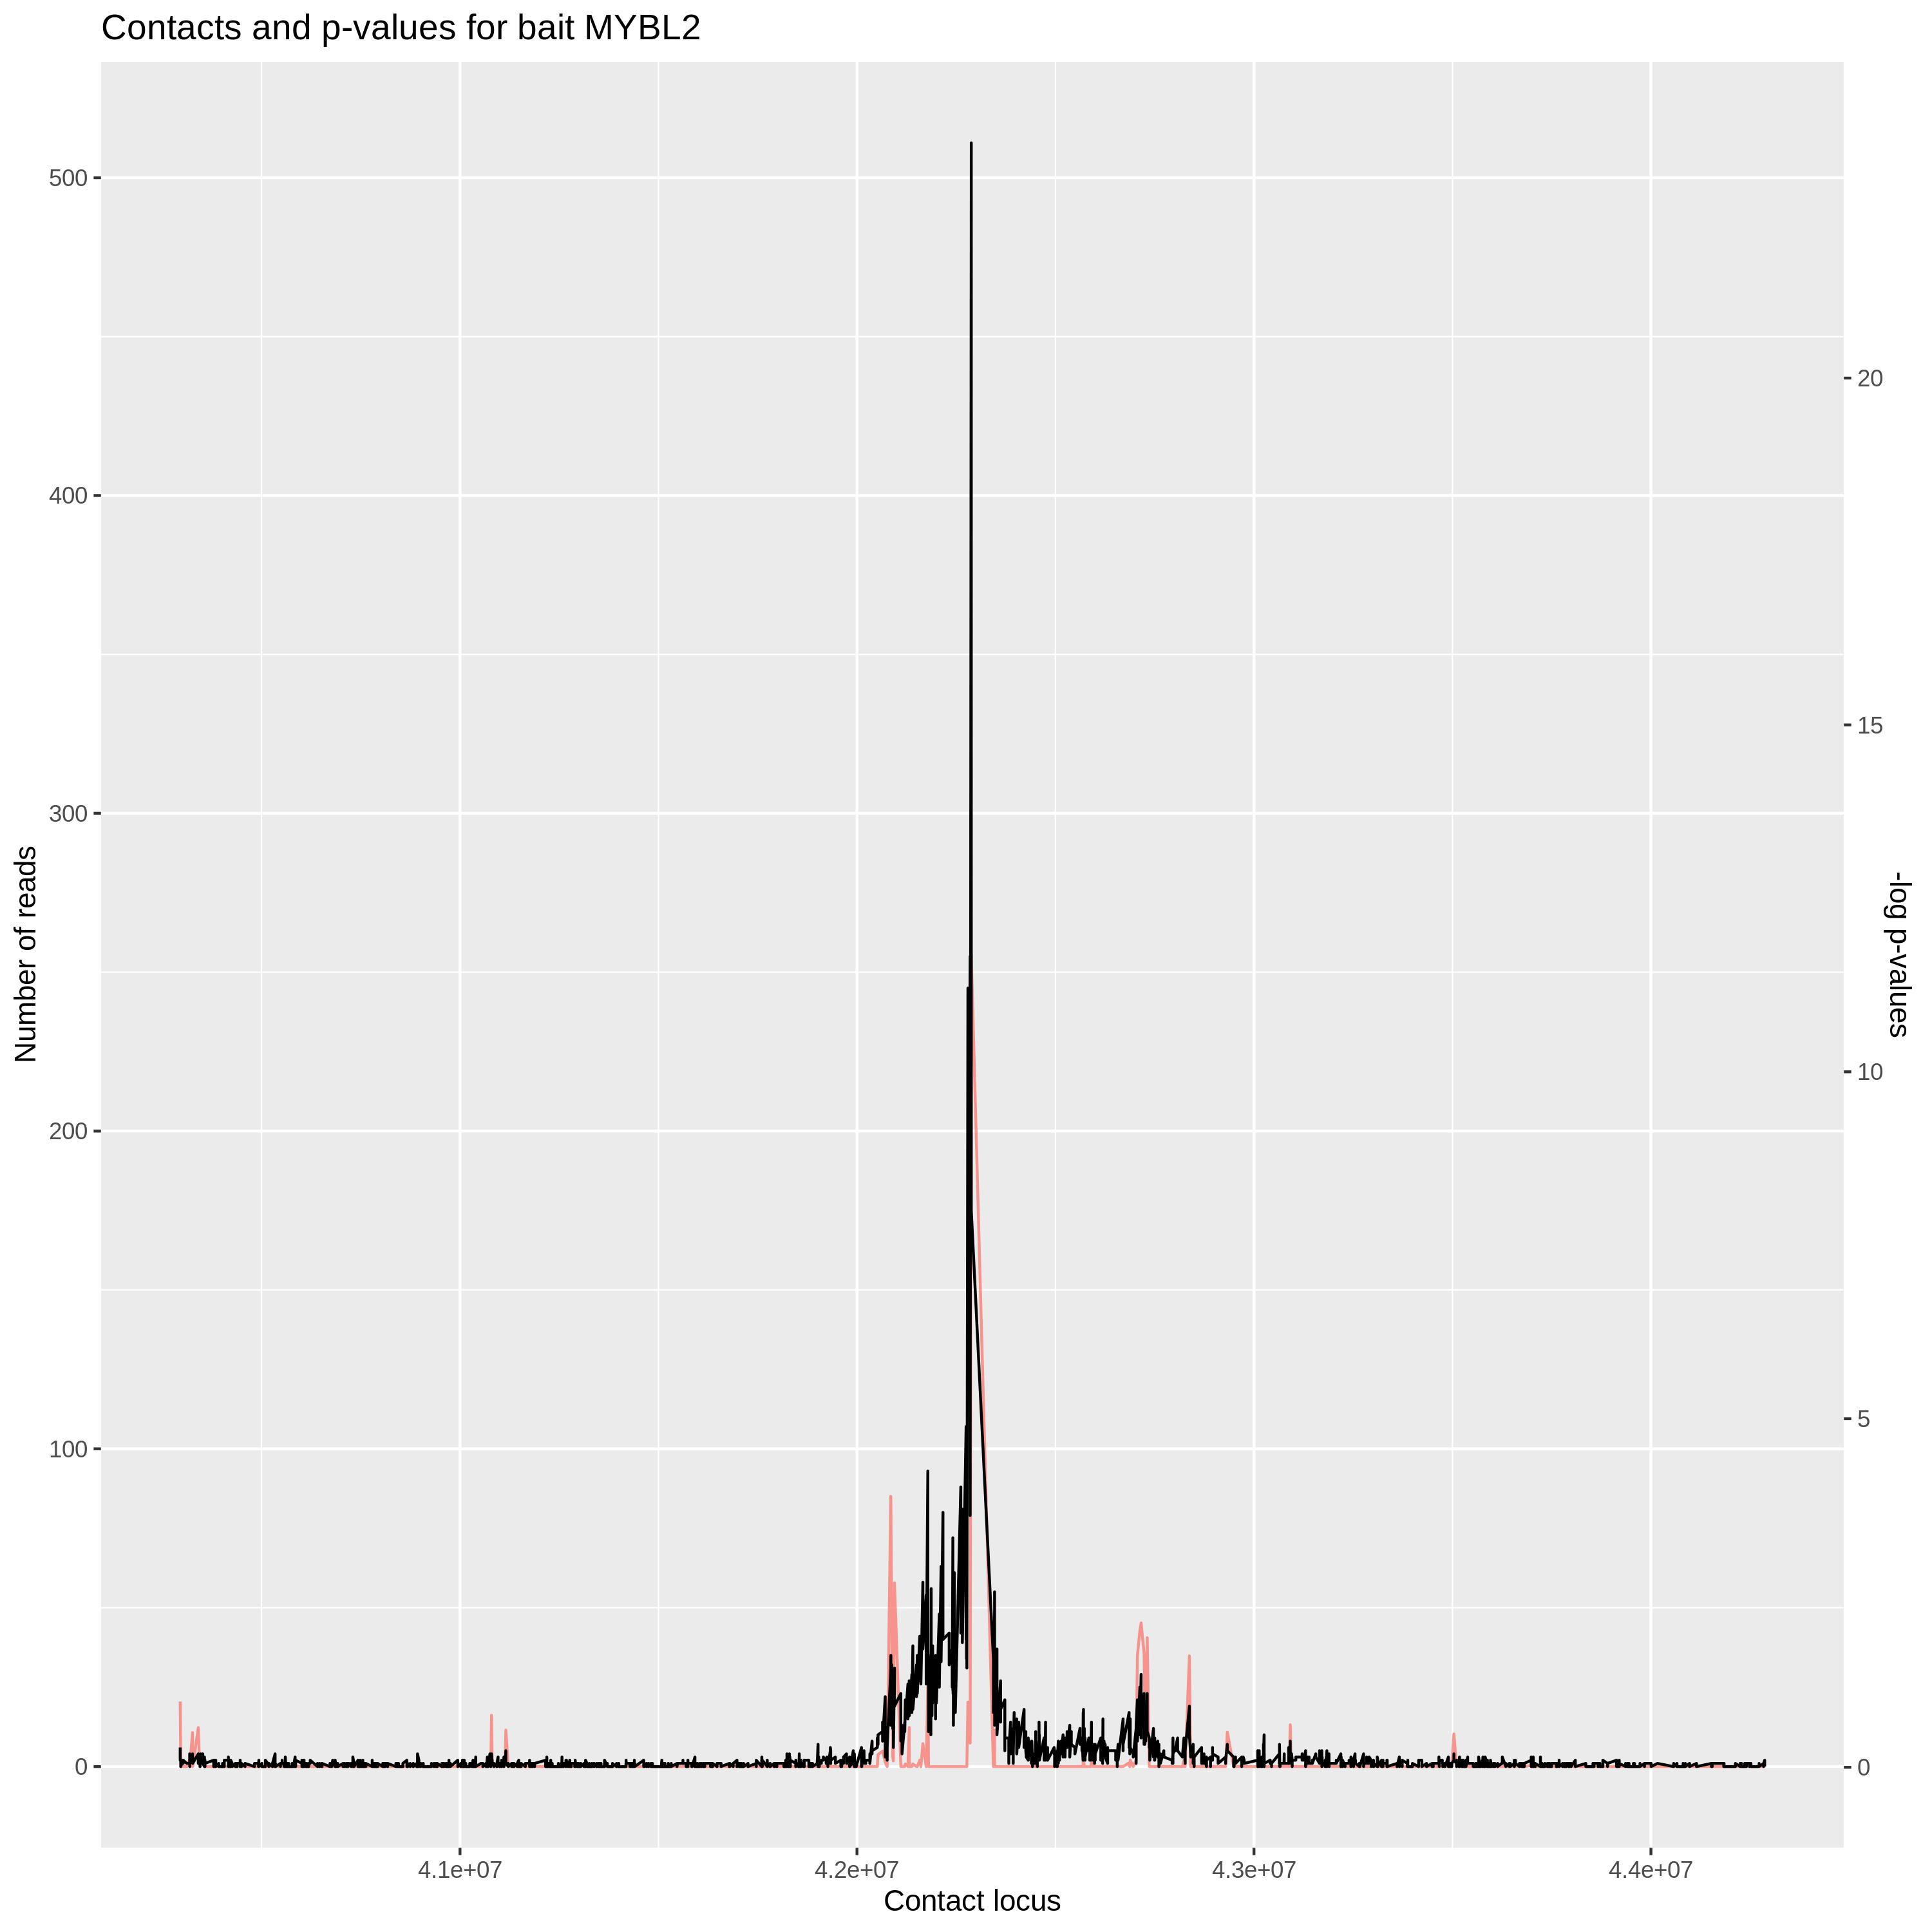 Contacts and p-values for bait MYBL2
Number of reads
500
400
300
200
100
0
20
15
10
5
0
-log p-values
4.1e+07
4.2e+07
4.3e+07
4.4e+07
Contact locus